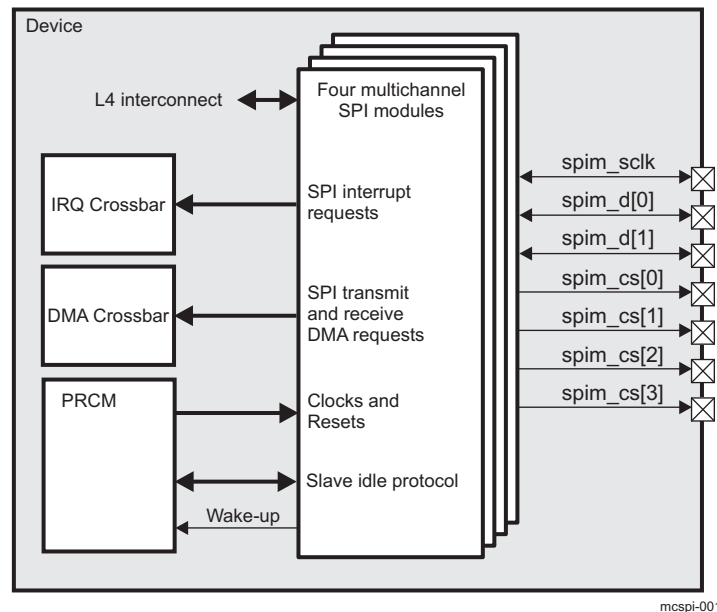 Device
L4 interconnect
Four multichannel
SPI modules
IRQ Crossbar
SPI interrupt
requests
DMA Crossbar
SPI transmit
and receive
DMA requests
PRCM
Clocks and
Resets
Slave idle protocol
Wake-up
spim_sclk
spim_d[0]
spim_d[1]
spim_cs[0]
spim_cs[1]
spim_cs[2]
spim_cs[3]
mcspi-001